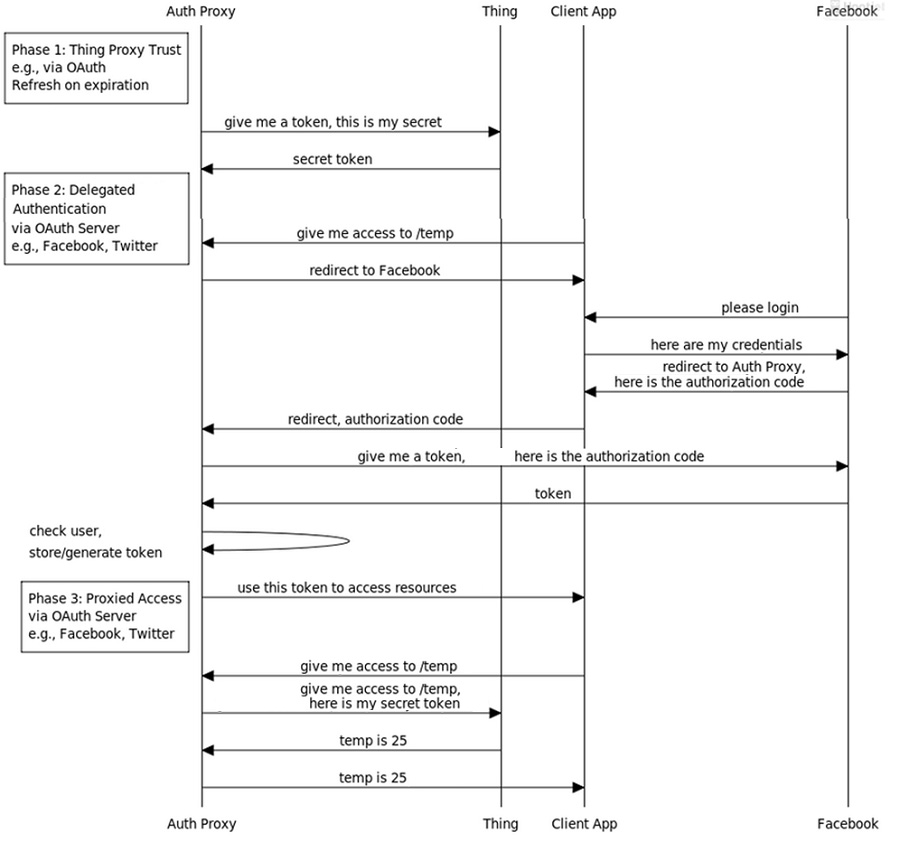 Auth Proxy
Thing
Client App
Facebook
Phase 1: Thing Proxy Trust
e.g., via OAuth
Refresh on expiration
give me a token, this is my secret
secret token
Phase 2: Delegated
Authentication
via OAuth Server
e.g., Facebook, Twitter
give me access to /temp
redirect to Facebook
please login
here are my credentials
redirect to Auth Proxy,
here is the authorization code
redirect, authorization code
give me a token, here is the authorization code
token
check user,
store/generate token
use this token to access resources
Phase 3: Proxied Access
via OAuth Server
e.g., Facebook, Twitter
give me access to /temp
give me access to /temp,
here is my secret token
temp is 25
temp is 25
Auth Proxy
Thing
Client App
Facebook